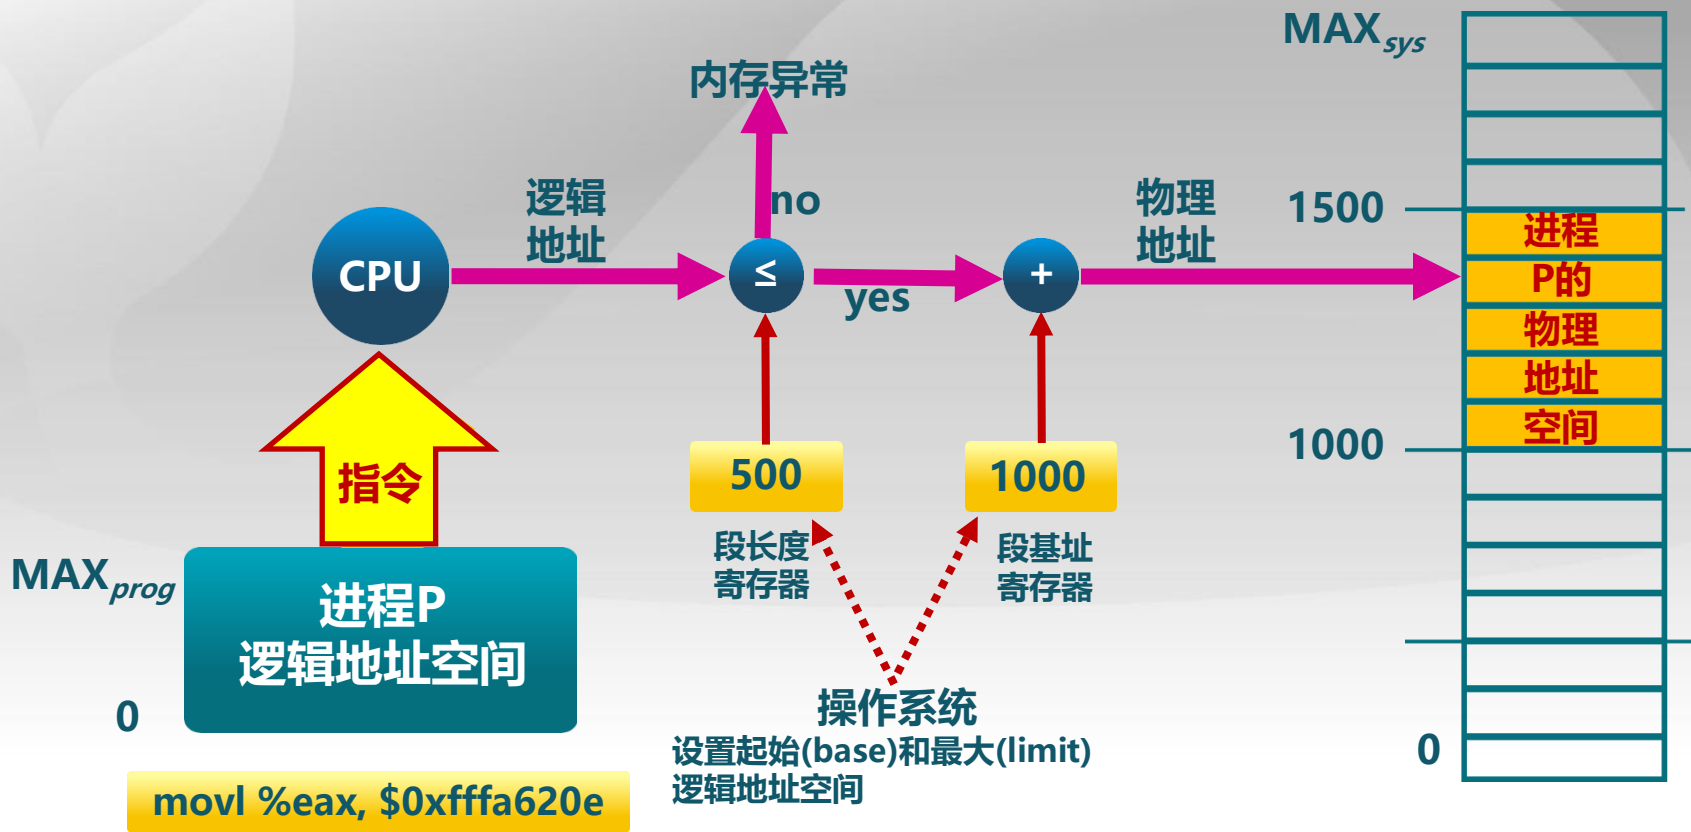 MAXsys
内存异常
逻辑
地址
no
物理
地址
1500
CPU
≤
yes
+
进程
P的
物理
地址
空间
1000
指令
500
1000
段长度
寄存器
段基址
寄存器
MAXprog
进程P
逻辑地址空间
0
操作系统
设置起始(base)和最大(limit)
逻辑地址空间
0
movl %eax, $0xfffa620e